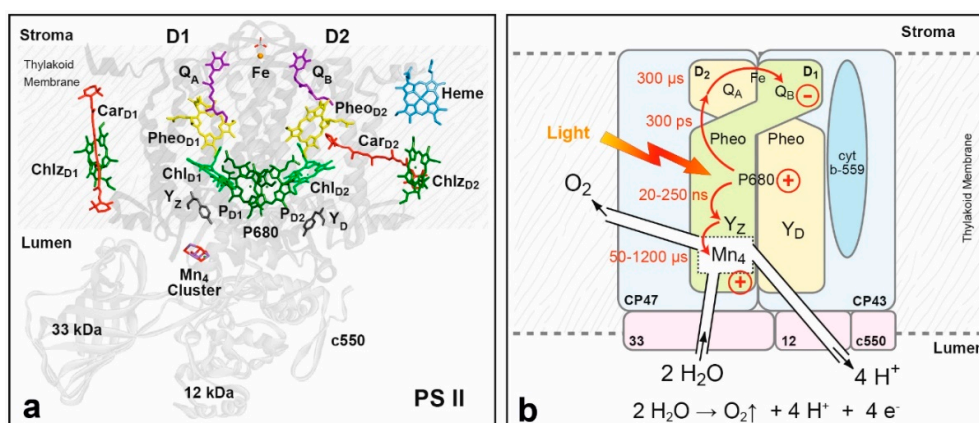 Stroma
D1
D2
Thylakoid
Membrane
Fe
QA
QB
Heme
CarD1
PheoD1
PheoD2
CarD2
ChlzD1
ChlD1
ChlD2
ChlzD2
YZ
PD1
PD2
YD
P680
Lumen
Mn4
Cluster
33 kDa
c550
12 kDa
a
PS II
Stroma
D2
D1
300 µs
QA
Fe
QB
−
300 ps
Light
Pheo
Pheo
cyt
b-559
Thylakoid Membrane
O2
P680
+
20-250 ns
YZ
YD
50-1200 µs
Mn4
+
CP47
CP43
33
12
c550
Lumen
2 H2O
4 H+
b
2 H2O → O2↑ + 4 H+ + 4 e-